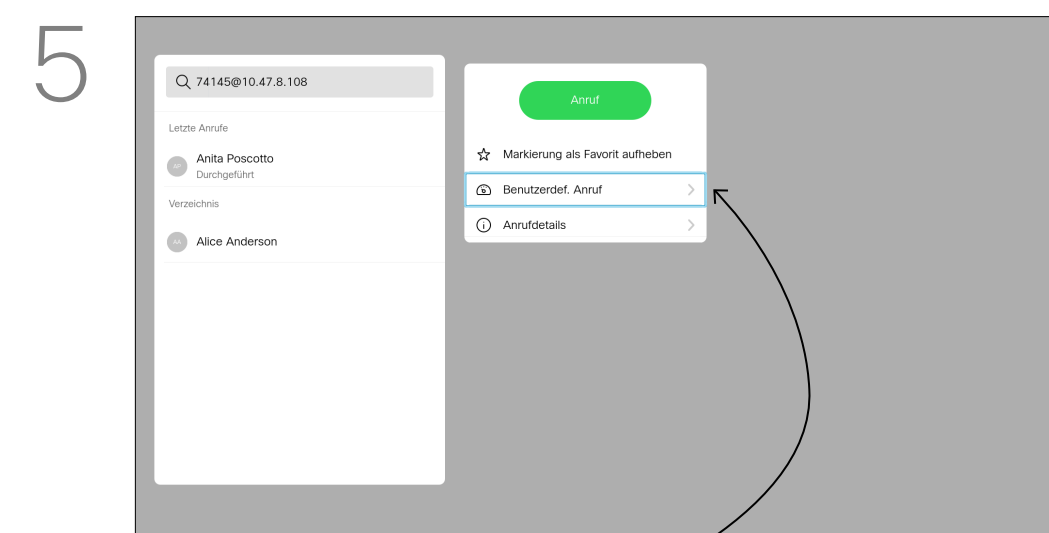 5
74145@10.47.8.108
Letzte Anrufe
AP
Anita Poscotto
Durchgeführt
Verzeichnis
AA
Alice Anderson
Anruf
Markierung als Favorit aufheben
Benutzerdef. Anruf
Anrufdetails